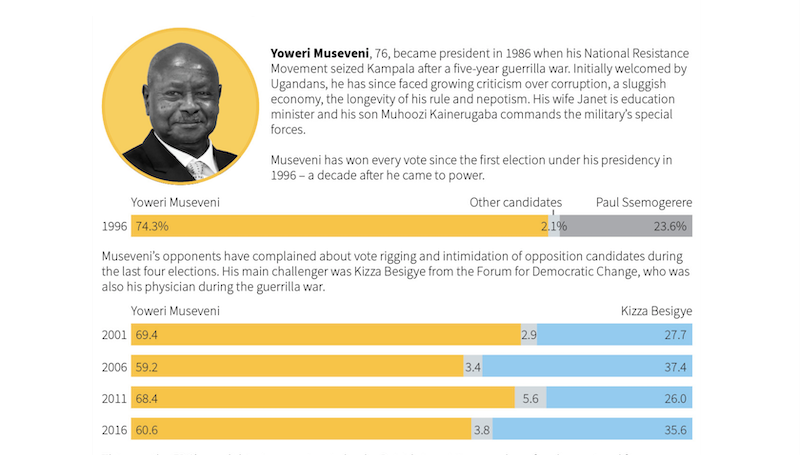 Yoweri Museveni, 76, became president in 1986 when his National Resistance
Movement seized Kampala after a five-year guerrilla war. Initially welcomed by
Ugandans, he has since faced growing criticism over corruption, a sluggish
economy, the longevity of his rule and nepotism. His wife Janet is education
minister and his son Muhoozi Kainerugaba commands the military’s special
forces.
Museveni has won every vote since the first election under his presidency in
1996 – a decade after he came to power.
Yoweri Museveni Other candidates Paul Ssemogerere
1996 74.3% 2.1% 23.6%
Museveni’s opponents have complained about vote rigging and intimidation of opposition candidates during
the last four elections. His main challenger was Kizza Besigye from the Forum for Democratic Change, who was
also his physician during the guerrilla war.
Yoweri Museveni Kizza Besigye
2001 69.4 2.9 27.7
2006 59.2 3.4 37.4
2011 68.4 5.6 26.0
2016 60.6 3.8 35.6